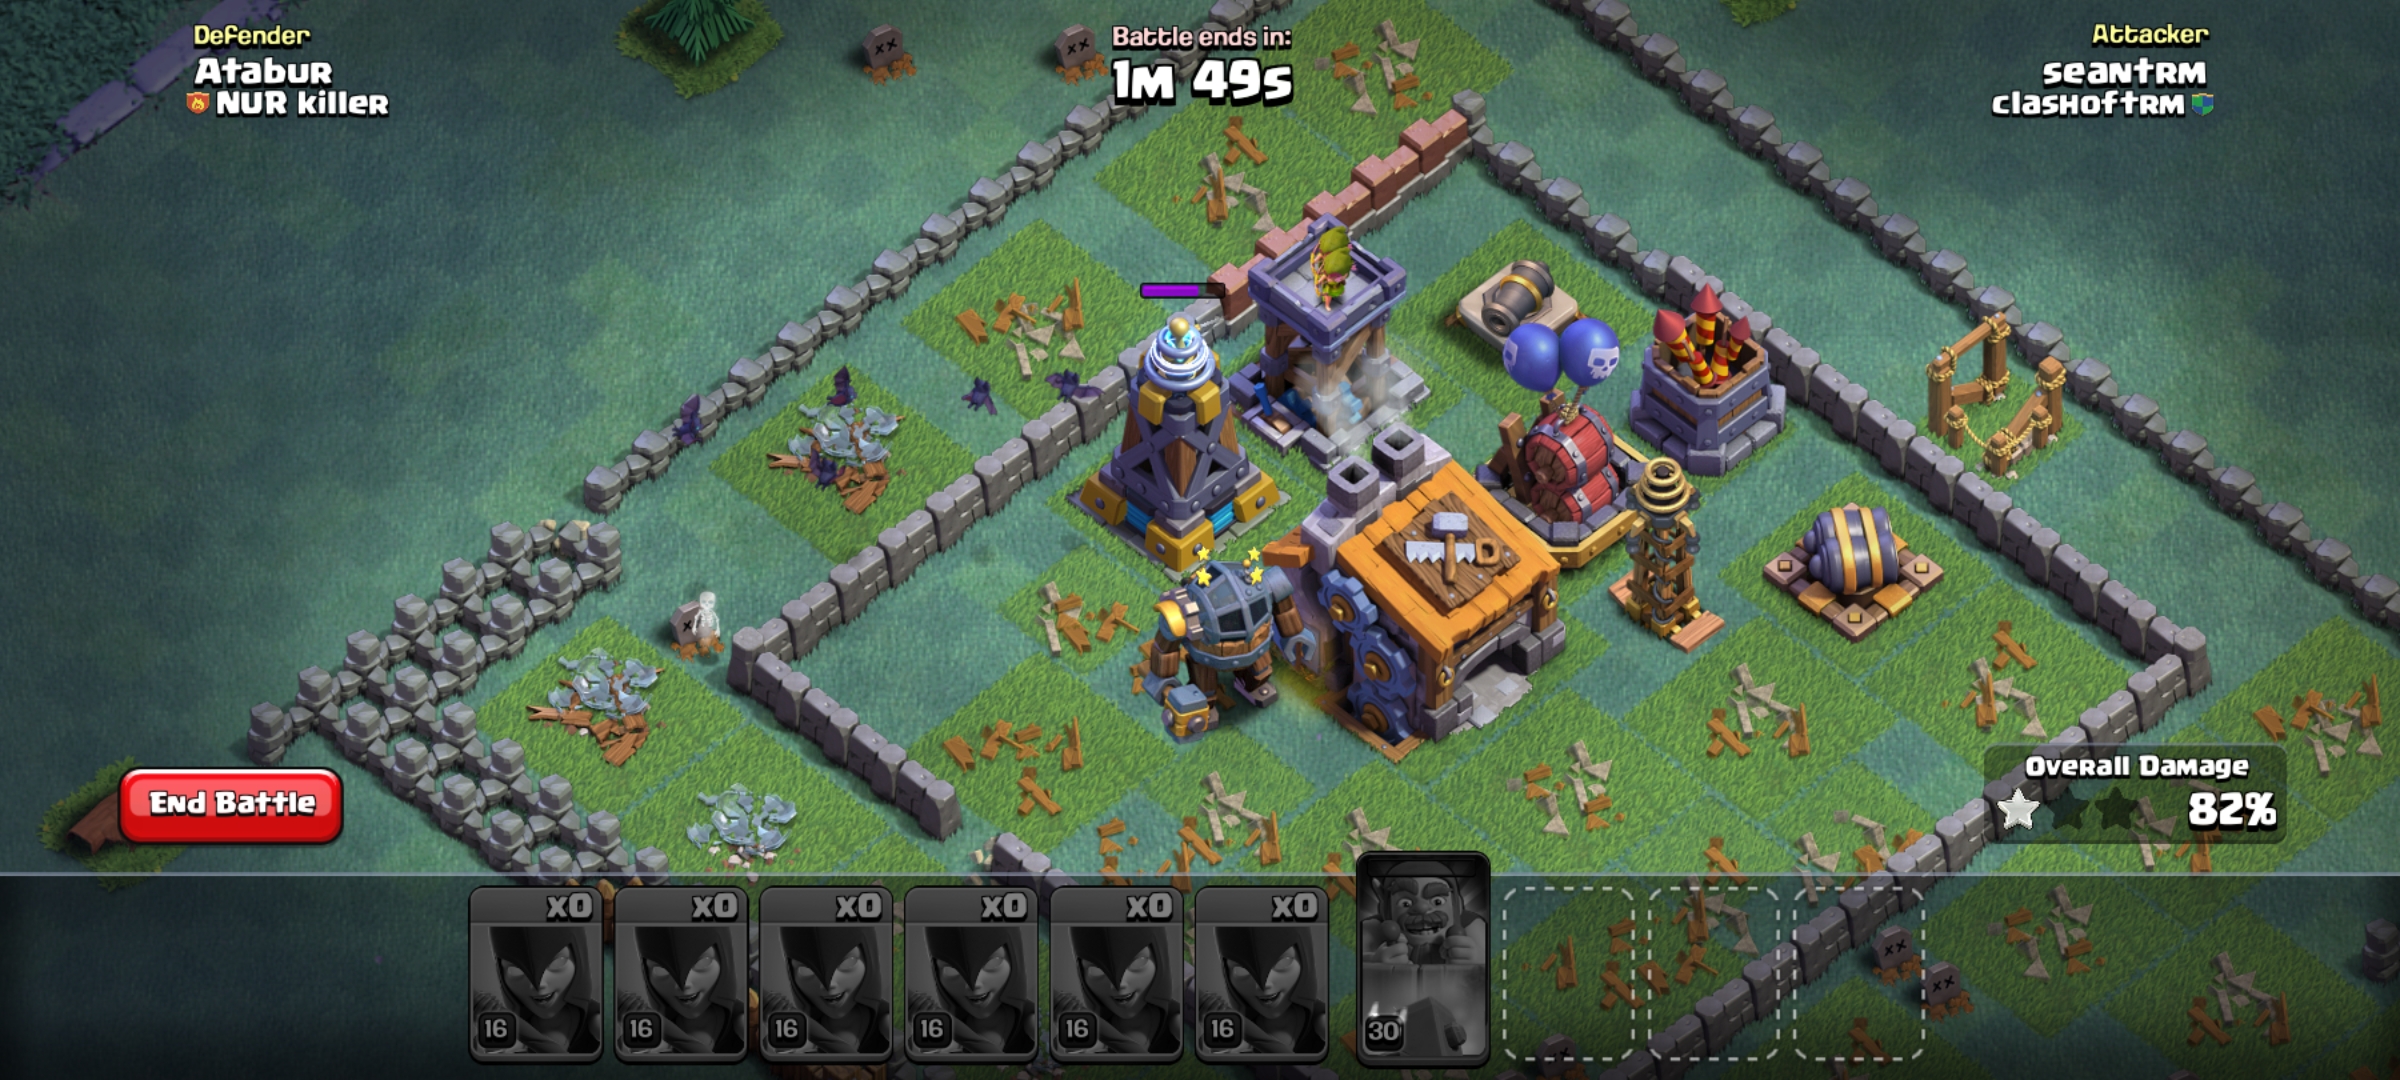 Defender
Atabur
NUR killer
Battle ends in:
1M 49s
Attacker
seantrm
clashoftrm
End Battle
Overall Damage
82%
x0
x0
x0
x0
x0
x0
16
16
16
16
16
16
30